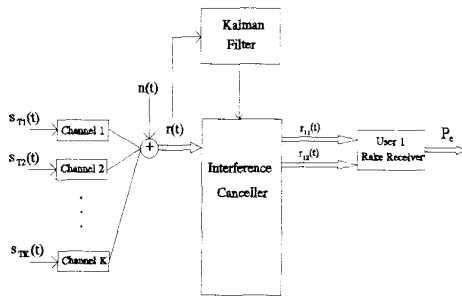 Kalman
Filter
n(t)
r(t)
s_T1(t)
Channel 1
s_T2(t)
Channel 2
+
.
.
.
s_TK(t)
Channel K
Interference
Canceller
r_11(t)
r_12(t)
User 1
Rake Receiver
P_e